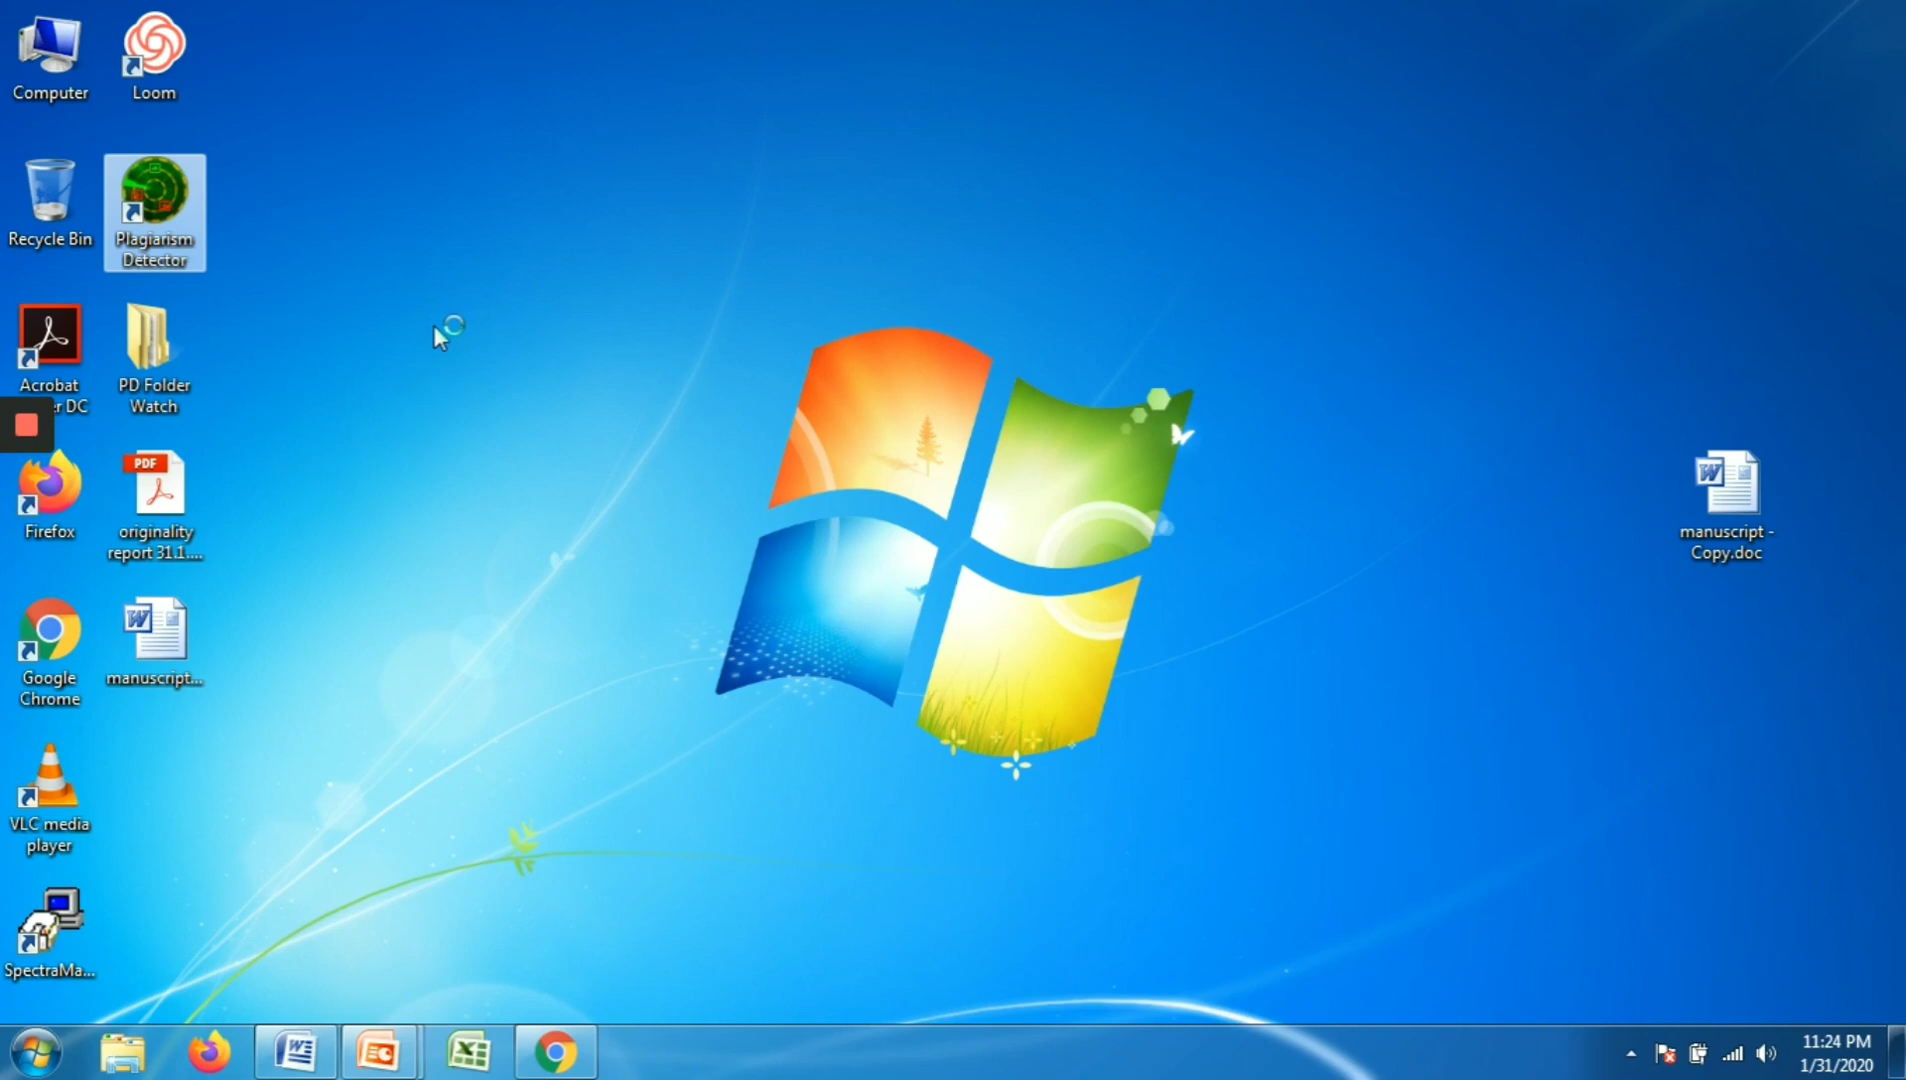 Computer
Loom
Recycle Bin
Plagiarism
Detector
Acrobat
r DC
PD Folder
Watch
Firefox
PDF
originality
report 31.1....
Google
Chrome
W
manuscript...
VLC media
player
SpectraMa...
W
manuscript -
Copy.doc
11:24 PM
1/31/2020